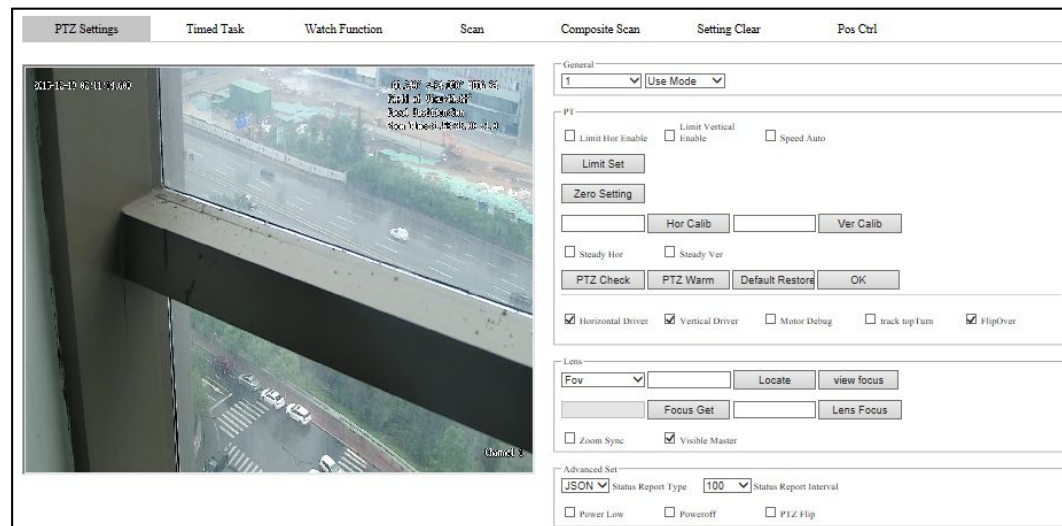 PTZ Settings Timed Task Watch Function Scan Composite Scan Setting Clear Pos Ctrl
General
1 Use Mode
PT
Limit Hor Enable Limit Vertical Enable Speed Auto
Limit Set
Zero Setting
Hor Calib Ver Calib
Steady Hor Steady Ver
PTZ Check PTZ Warm Default Restore OK
Horizontal Driver Vertical Driver Motor Debug track topTurn FlipOver
Lens
Fov Locate view focus
Focus Get Lens Focus
Zoom Sync Visible Master
Advanced Set
JSON Status Report Type 100 Status Report Interval
Power Low Poweroff PTZ Flip